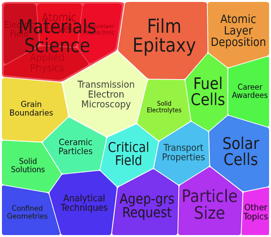 Materials
Science
Applied
Physics
Film
Epitaxy
Atomic
Layer
Deposition
Transmission
Electron
Microscopy
Solid
Electrolytes
Fuel
Cells
Career
Awardees
Grain
Boundaries
Ceramic
Particles
Critical
Field
Transport
Properties
Solar
Cells
Solid
Solutions
Confined
Geometries
Analytical
Techniques
Agep-grs
Request
Particle
Size
Other
Topics